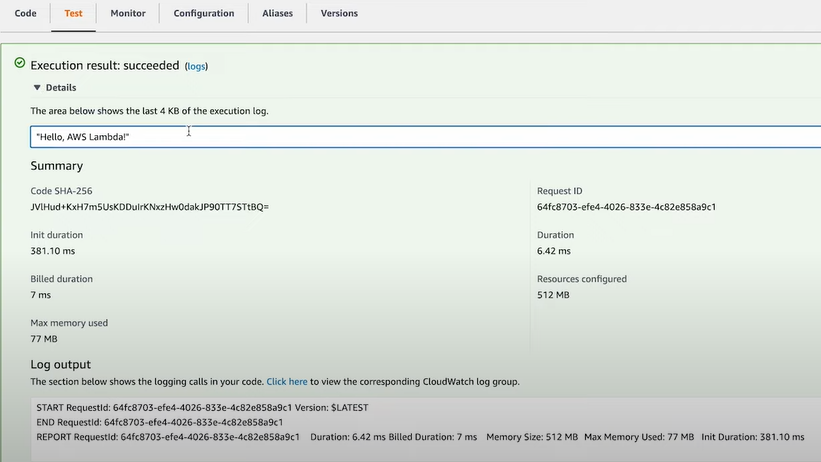 Code Test Monitor Configuration Aliases Versions
Execution result: succeeded (logs)
Details
The area below shows the last 4 KB of the execution log.
"Hello, AWS Lambda!"
Summary
Code SHA-256 Request ID
JVlHud+KxH7m5UsKDDuIrKNxzHw0dakJP90TT7STtBQ= 64fc8703-efe4-4026-833e-4c82e858a9c1
Init duration Duration
381.10 ms 6.42 ms
Billed duration Resources configured
7 ms 512 MB
Max memory used
77 MB
Log output
The section below shows the logging calls in your code. Click here to view the corresponding CloudWatch log group.
START RequestId: 64fc8703-efe4-4026-833e-4c82e858a9c1 Version: $LATEST
END RequestId: 64fc8703-efe4-4026-833e-4c82e858a9c1
REPORT RequestId: 64fc8703-efe4-4026-833e-4c82e858a9c1 Duration: 6.42 ms Billed Duration: 7 ms Memory Size: 512 MB Max Memory Used: 77 MB Init Duration: 381.10 ms